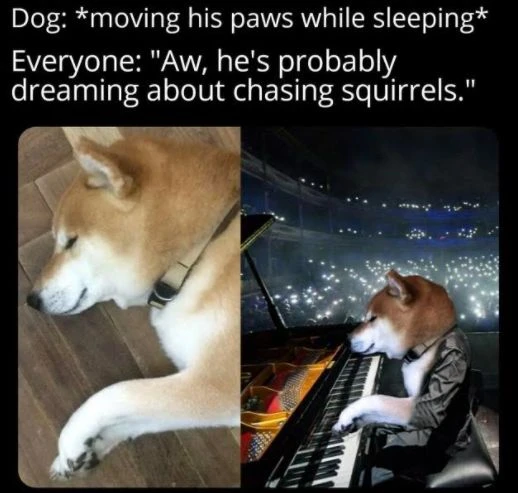 Dog: *moving his paws while sleeping*
Everyone: "Aw, he's probably
dreaming about chasing squirrels."